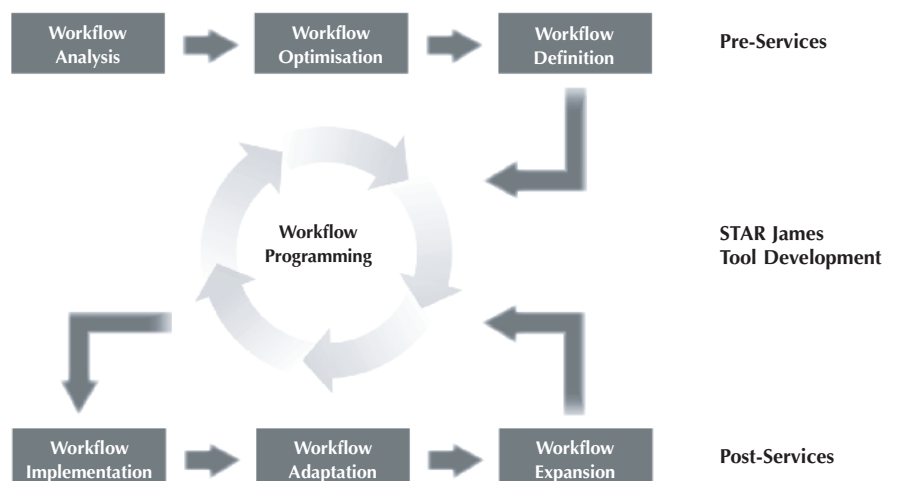 Workflow
Analysis
Workflow
Optimisation
Workflow
Definition
Pre-Services
Workflow
Programming
STAR James
Tool Development
Workflow
Implementation
Workflow
Adaptation
Workflow
Expansion
Post-Services